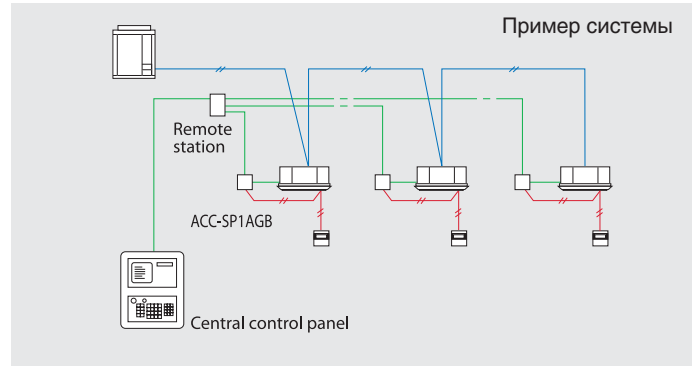 Пример системы
Remote
station
ACC-SP1AGB
Central control panel